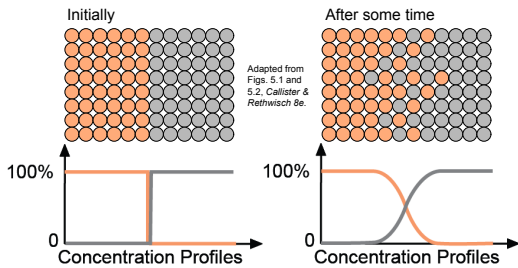 Initially
After some time
Adapted from
Figs. 5.1 and
5.2, Callister &
Rethwisch 8e.
100%
0
Concentration Profiles
100%
0
Concentration Profiles